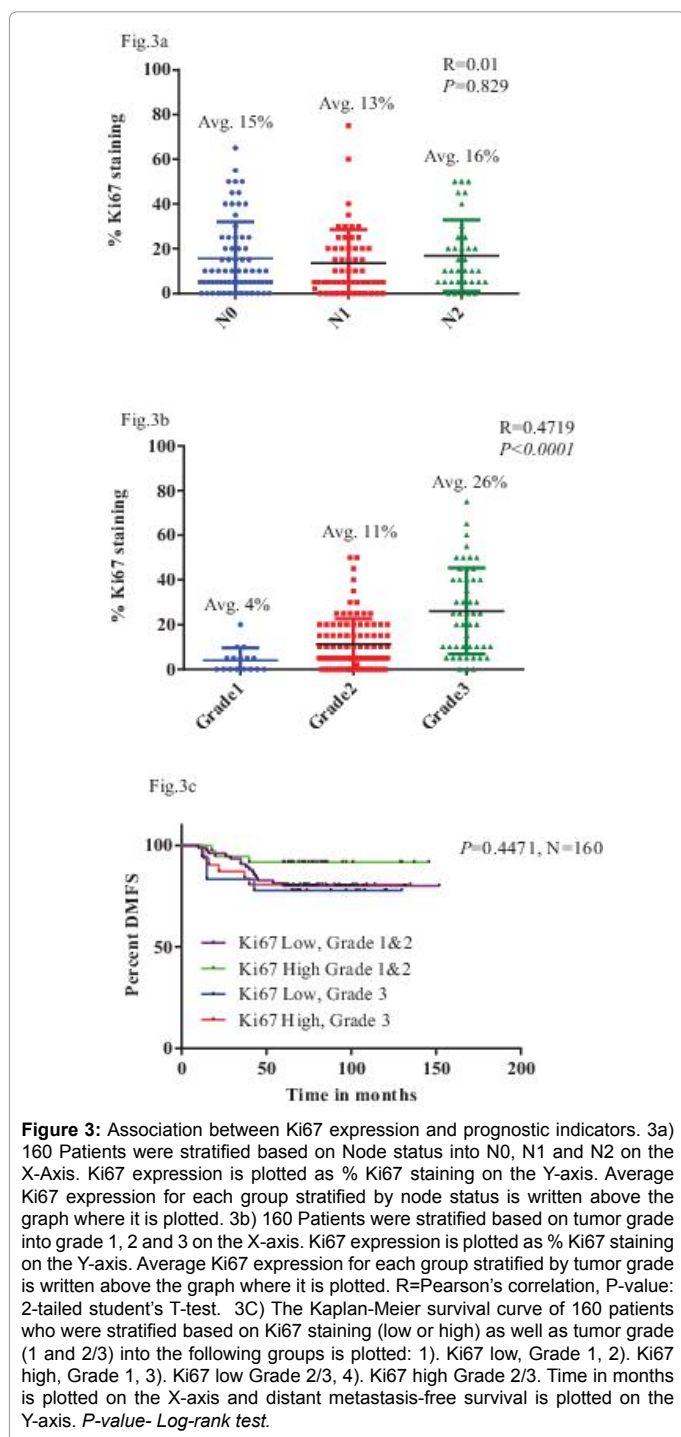 Fig.3a
R=0.01
P=0.829
100
80
60
40
20
0
% Ki67 staining
Avg. 15%
Avg. 13%
Avg. 16%
N0
N1
N2
Fig.3b
R=0.4719
P<0.0001
100
80
60
40
20
0
% Ki67 staining
Avg. 4%
Avg. 11%
Avg. 26%
Grade1
Grade2
Grade3
Fig.3c
P=0.4471, N=160
100
50
0
Percent DMFS
Ki67 Low, Grade 1&2
Ki67 High Grade 1&2
Ki67 Low, Grade 3
Ki67 High, Grade 3
0
50
100
150
200
Time in months
Figure 3: Association between Ki67 expression and prognostic indicators. 3a)
160 Patients were stratified based on Node status into N0, N1 and N2 on the
X-Axis. Ki67 expression is plotted as % Ki67 staining on the Y-axis. Average
Ki67 expression for each group stratified by node status is written above the
graph where it is plotted. 3b) 160 Patients were stratified based on tumor grade
into grade 1, 2 and 3 on the X-axis. Ki67 expression is plotted as % Ki67 staining
on the Y-axis. Average Ki67 expression for each group stratified by tumor grade
is written above the graph where it is plotted. R=Pearson's correlation, P-value:
2-tailed student's T-test. 3C) The Kaplan-Meier survival curve of 160 patients
who were stratified based on Ki67 staining (low or high) as well as tumor grade
(1 and 2/3) into the following groups is plotted: 1). Ki67 low, Grade 1, 2). Ki67
high, Grade 1, 3). Ki67 low Grade 2/3, 4). Ki67 high Grade 2/3. Time in months
is plotted on the X-axis and distant metastasis-free survival is plotted on the
Y-axis. P-value- Log-rank test.